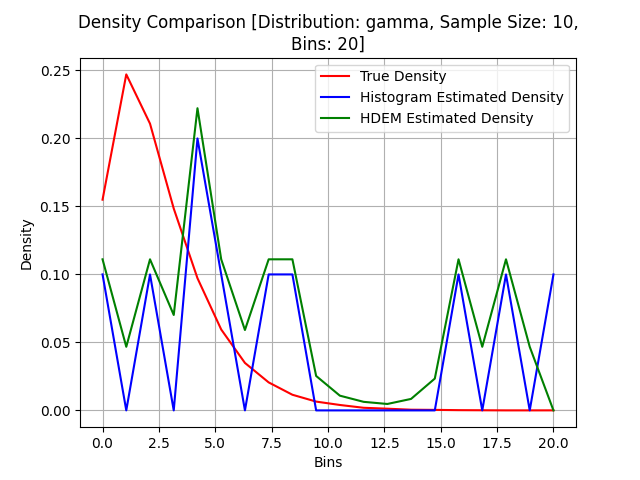 Density Comparison [Distribution: gamma, Sample Size: 10,
Bins: 20]
True Density
Histogram Estimated Density
HDEM Estimated Density
Density
0.25
0.20
0.15
0.10
0.05
0.00
0.0 2.5 5.0 7.5 10.0 12.5 15.0 17.5 20.0
Bins